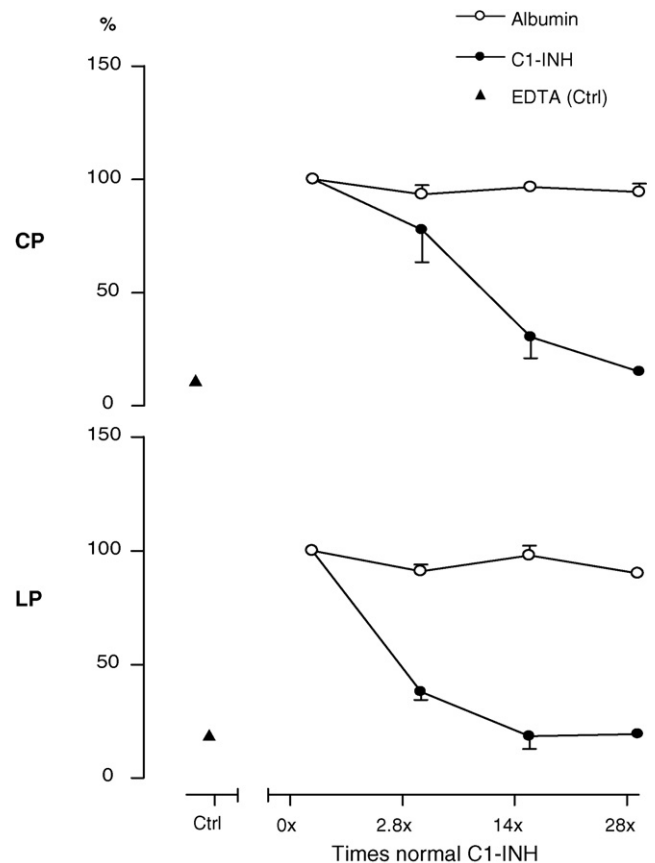 %
Albumin
C1-INH
EDTA (Ctrl)
150
100
CP
50
0
150
100
LP
50
0
Ctrl
0x
2.8x
14x
28x
Times normal C1-INH